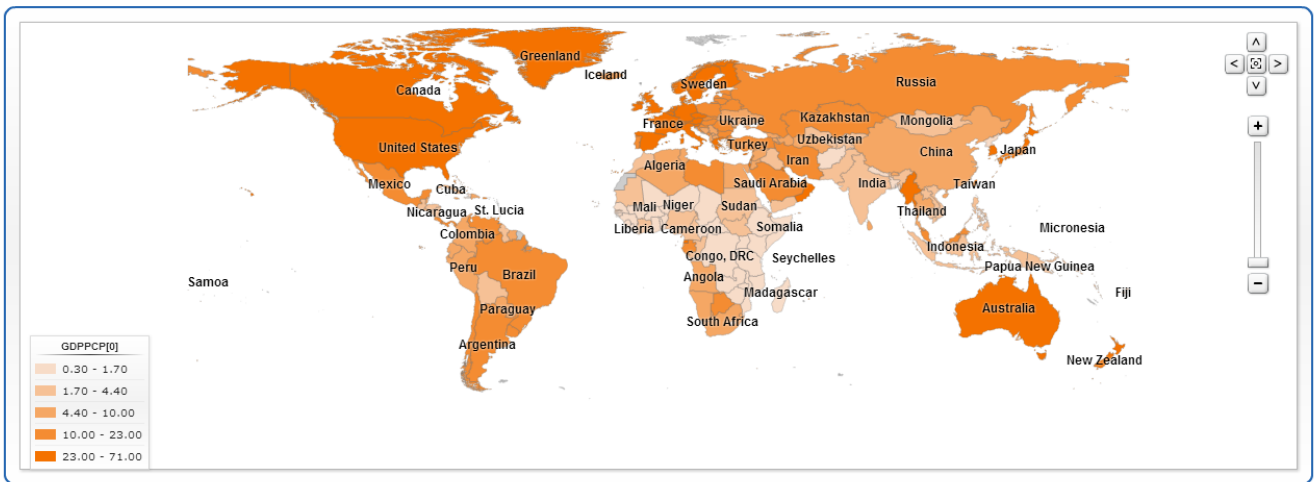 Greenland
Iceland
Sweden
Russia
Canada
France
Ukraine
Kazakhstan
Mongolia
United States
Turkey
Uzbekistan
China
Japan
Algeria
Iran
Mexico
Cuba
Saudi Arabia
India
Taiwan
Nicaragua
St. Lucia
Mali
Niger
Sudan
Thailand
Colombia
Liberia
Cameroon
Somalia
Micronesia
Peru
Brazil
Congo, DRC
Seychelles
Indonesia
Papua New Guinea
Samoa
Angola
Madagascar
Fiji
Paraguay
South Africa
Australia
Argentina
New Zealand
GDPPCP[0]
0.30 - 1.70
1.70 - 4.40
4.40 - 10.00
10.00 - 23.00
23.00 - 71.00